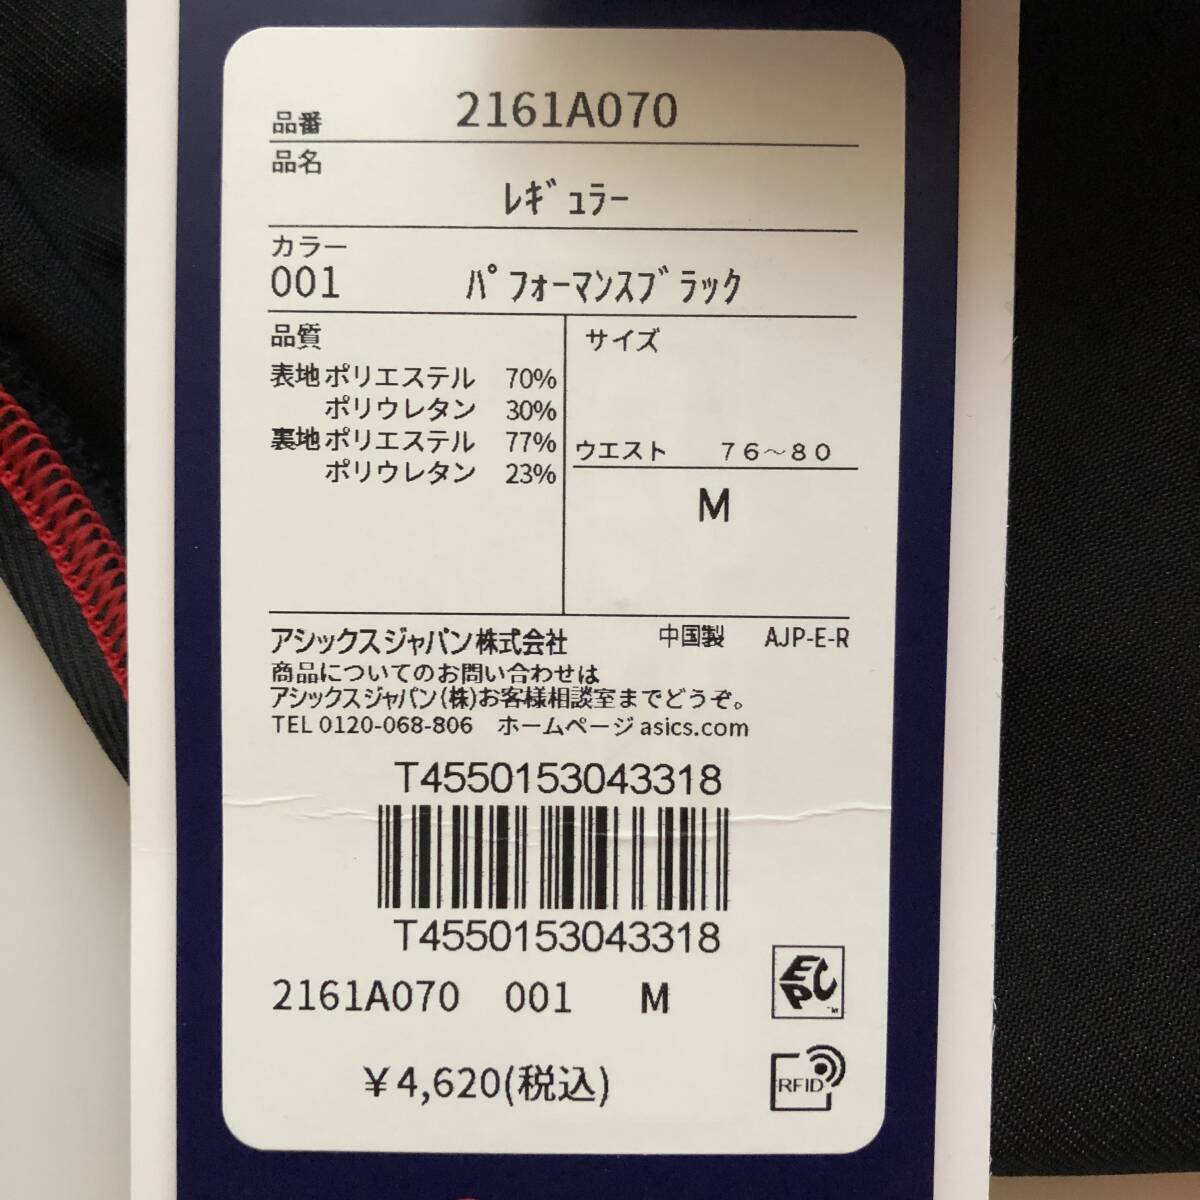 品番 2161A070
品名
ﾚｷﾞｭﾗｰ
カラー
001 ﾊﾟﾌｫｰﾏﾝｽﾌﾞﾗｯｸ
品質
表地 ポリエステル 70%
ポリウレタン 30%
裏地 ポリエステル 77%
ポリウレタン 23%
サイズ
ウエスト ７６～８０
M
アシックスジャパン株式会社 中国製 AJP-E-R
商品についてのお問い合わせは
アシックスジャパン(株)お客様相談室までどうぞ。
TEL 0120-068-806 ホームページ asics.com
T4550153043318
T4550153043318
2161A070 001 M
EPC
™
￥4,620(税込)
RFID